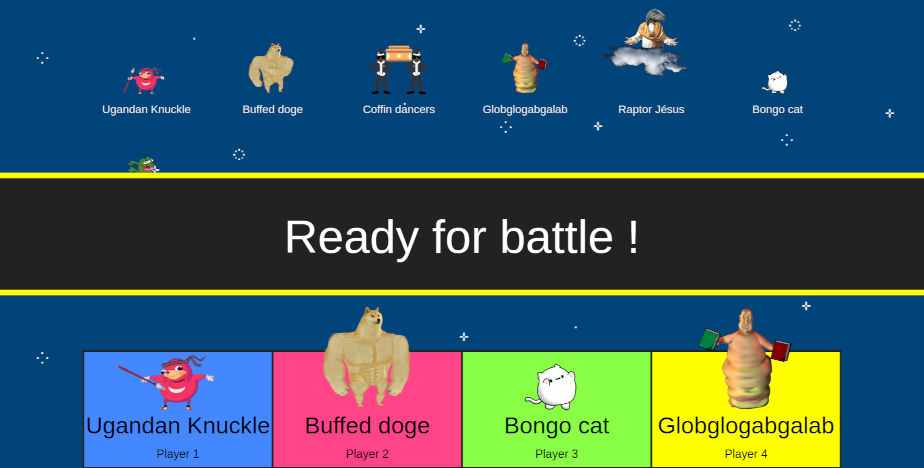 Ugandan Knuckle Buffed doge Coffin dancers Globglogabgalab Raptor Jésus Bongo cat
Ready for battle !
Ugandan Knuckle Buffed doge Bongo cat Globglogabgalab
Player 1 Player 2 Player 3 Player 4